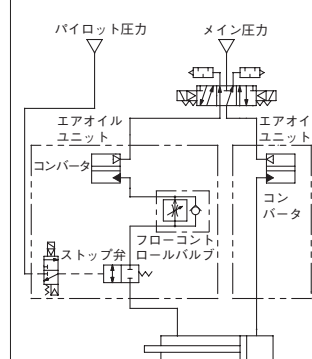 パイロット圧力
メイン圧力
エアオイル
ユニット
コンバータ
エアオイ
ユニット
コン
バータ
フローコント
ロールバルブ
ストップ弁